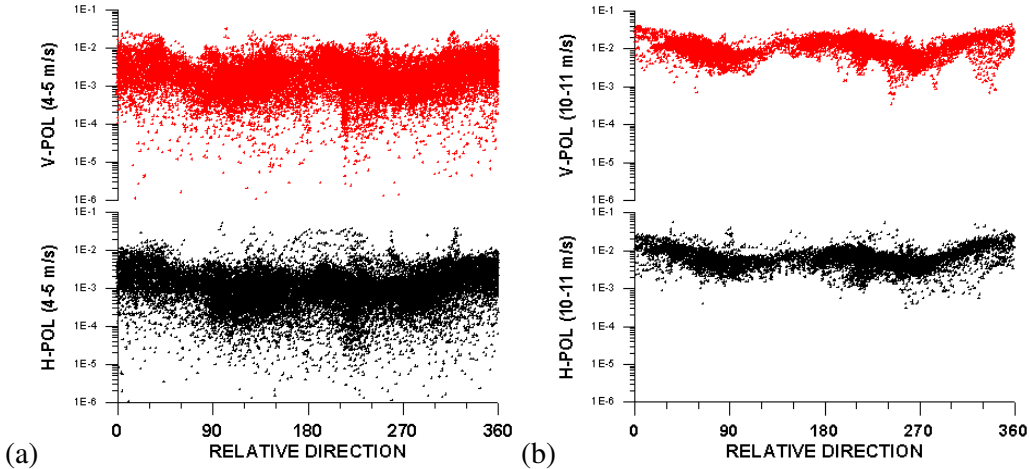 1E-1
1E-2
1E-3
1E-4
1E-5
1E-6
V-POL (4-5 m/s)
1E-1
1E-2
1E-3
1E-4
1E-5
1E-6
H-POL (4-5 m/s)
0 90 180 270 360
RELATIVE DIRECTION
(a)
1E-1
1E-2
1E-3
1E-4
1E-5
1E-6
V-POL (10-11 m/s)
1E-1
1E-2
1E-3
1E-4
1E-5
1E-6
H-POL (10-11 m/s)
0 90 180 270 360
RELATIVE DIRECTION
(b)